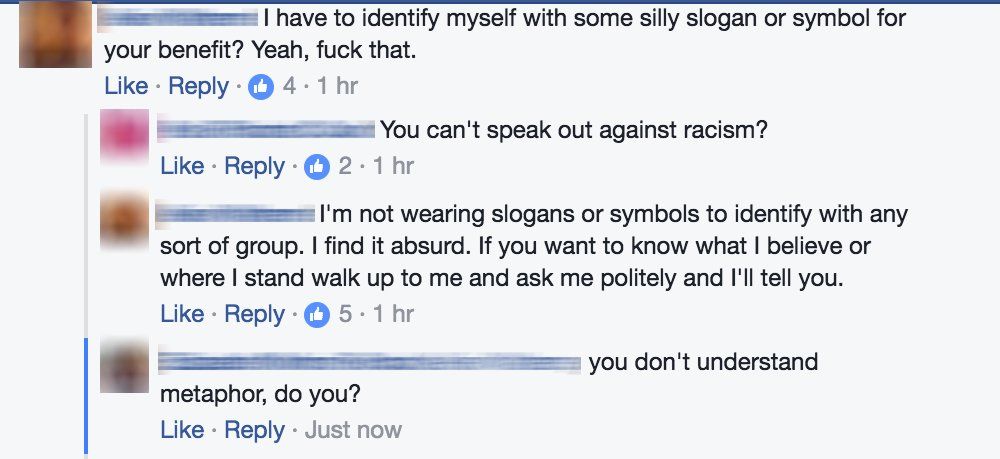 I have to identify myself with some silly slogan or symbol for
your benefit? Yeah, fuck that.
Like · Reply · 4 · 1 hr
You can't speak out against racism?
Like · Reply · 2 · 1 hr
I'm not wearing slogans or symbols to identify with any
sort of group. I find it absurd. If you want to know what I believe or
where I stand walk up to me and ask me politely and I'll tell you.
Like · Reply · 5 · 1 hr
you don't understand
metaphor, do you?
Like · Reply · Just now